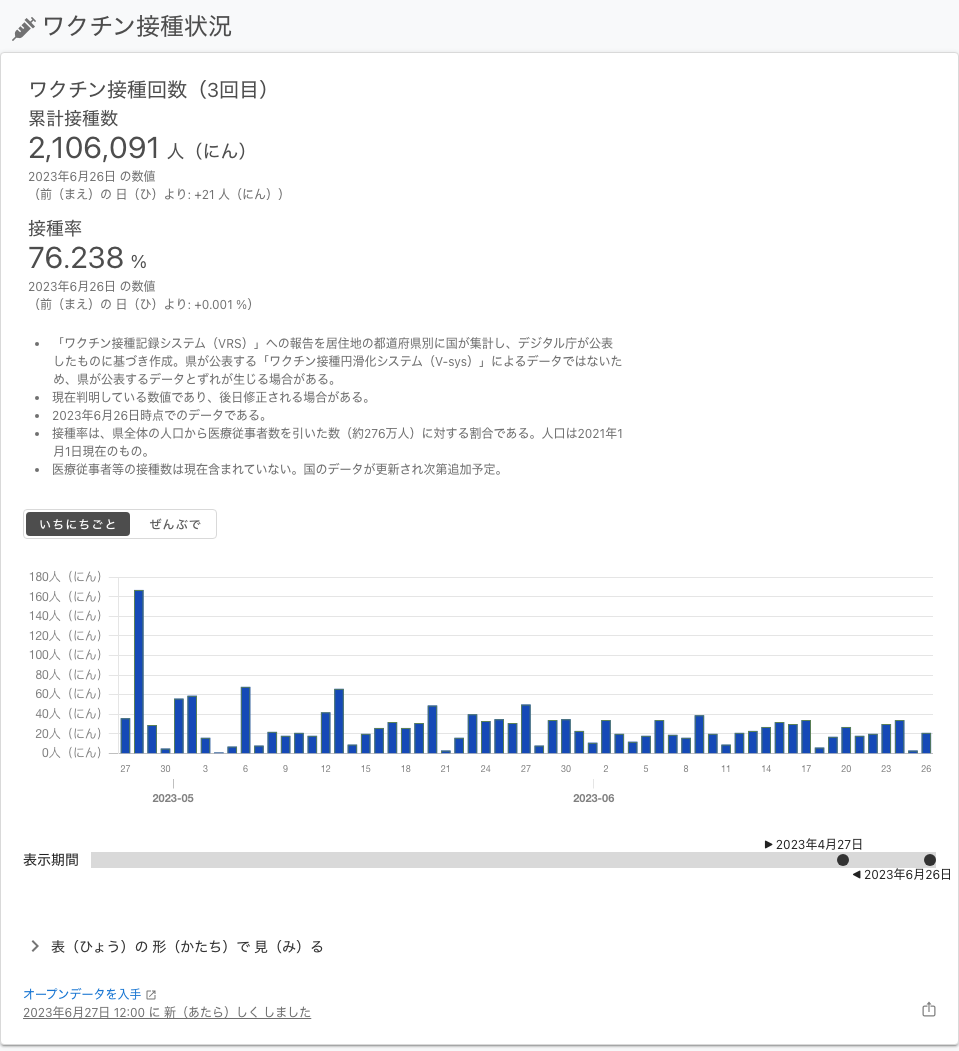 ワクチン接種状況
ワクチン接種回数（3回目）
累計接種数
2,106,091 人（にん）
2023年6月26日 の数値
（前（まえ）の 日（ひ）より: +21 人（にん））
接種率
76.238 %
2023年6月26日 の数値
（前（まえ）の 日（ひ）より: +0.001 %）
「ワクチン接種記録システム（VRS）」への報告を居住地の都道府県別に国が集計し、デジタル庁が公表
したものに基づき作成。県が公表する「ワクチン接種円滑化システム（V-sys）」によるデータではないた
め、県が公表するデータとずれが生じる場合がある。
現在判明している数値であり、後日修正される場合がある。
2023年6月26日時点でのデータである。
接種率は、県全体の人口から医療従事者数を引いた数（約276万人）に対する割合である。人口は2021年1
月1日現在のもの。
医療従事者等の接種数は現在含まれていない。国のデータが更新され次第追加予定。
いちにちごと ぜんぶで
180人（にん）
160人（にん）
140人（にん）
120人（にん）
100人（にん）
80人（にん）
60人（にん）
40人（にん）
20人（にん）
0人（にん）
27 30 3 6 9 12 15 18 21 24 27 30 2 5 8 11 14 17 20 23 26
2023-05 2023-06
2023年4月27日
表示期間
2023年6月26日
表（ひょう）の 形（かたち）で 見（み）る
オープンデータを入手
2023年6月27日 12:00 に 新（あたら）しく しました